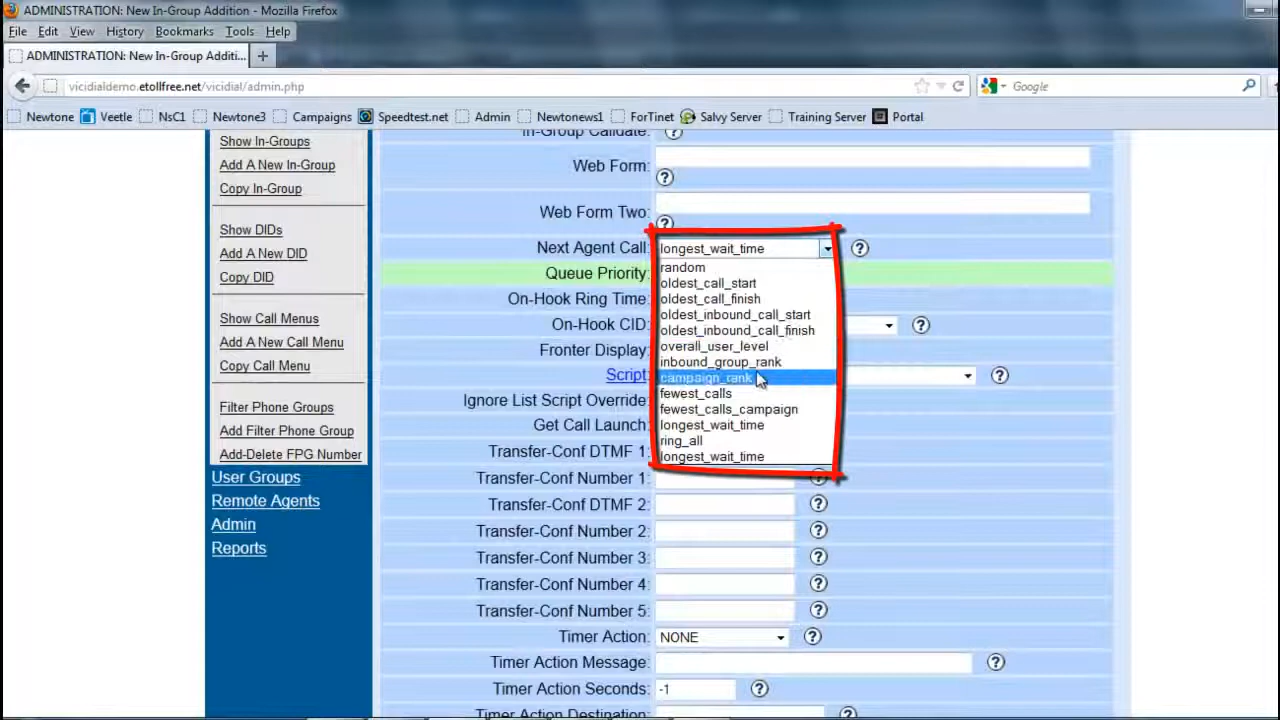 ADMINISTRATION: New In-Group Addition - Mozilla Firefox
File Edit View History Bookmarks Tools Help
ADMINISTRATION: New In-Group Additi... +
vicidialdemo.etollfree.net/vicidial/admin.php
Google
Newtone Veetle NsC1 Newtone3 Campaigns Speedtest.net Admin Newtonews1 ForTinet Salvy Server Training Server Portal
Show In-Groups
Add A New In-Group
Copy In-Group
Show DIDs
Add A New DID
Copy DID
Show Call Menus
Add A New Call Menu
Copy Call Menu
Filter Phone Groups
Add Filter Phone Group
Add-Delete FPG Number
User Groups
Remote Agents
Admin
Reports
In-Group Calldate: ?
Web Form:
?
Web Form Two:
?
Next Agent Call: longest_wait_time ?
random
oldest_call_start
oldest_call_finish
oldest_inbound_call_start
oldest_inbound_call_finish
overall_user_level
inbound_group_rank
campaign_rank
fewest_calls
fewest_calls_campaign
longest_wait_time
ring_all
longest_wait_time
Queue Priority:
On-Hook Ring Time:
On-Hook CID: ?
Fronter Display:
Script: ?
Ignore List Script Override:
Get Call Launch:
Transfer-Conf DTMF 1:
Transfer-Conf Number 1: ?
Transfer-Conf DTMF 2: ?
Transfer-Conf Number 2: ?
Transfer-Conf Number 3: ?
Transfer-Conf Number 4: ?
Transfer-Conf Number 5: ?
Timer Action: NONE ?
Timer Action Message: ?
Timer Action Seconds: -1 ?
Timer Action Destination: ?